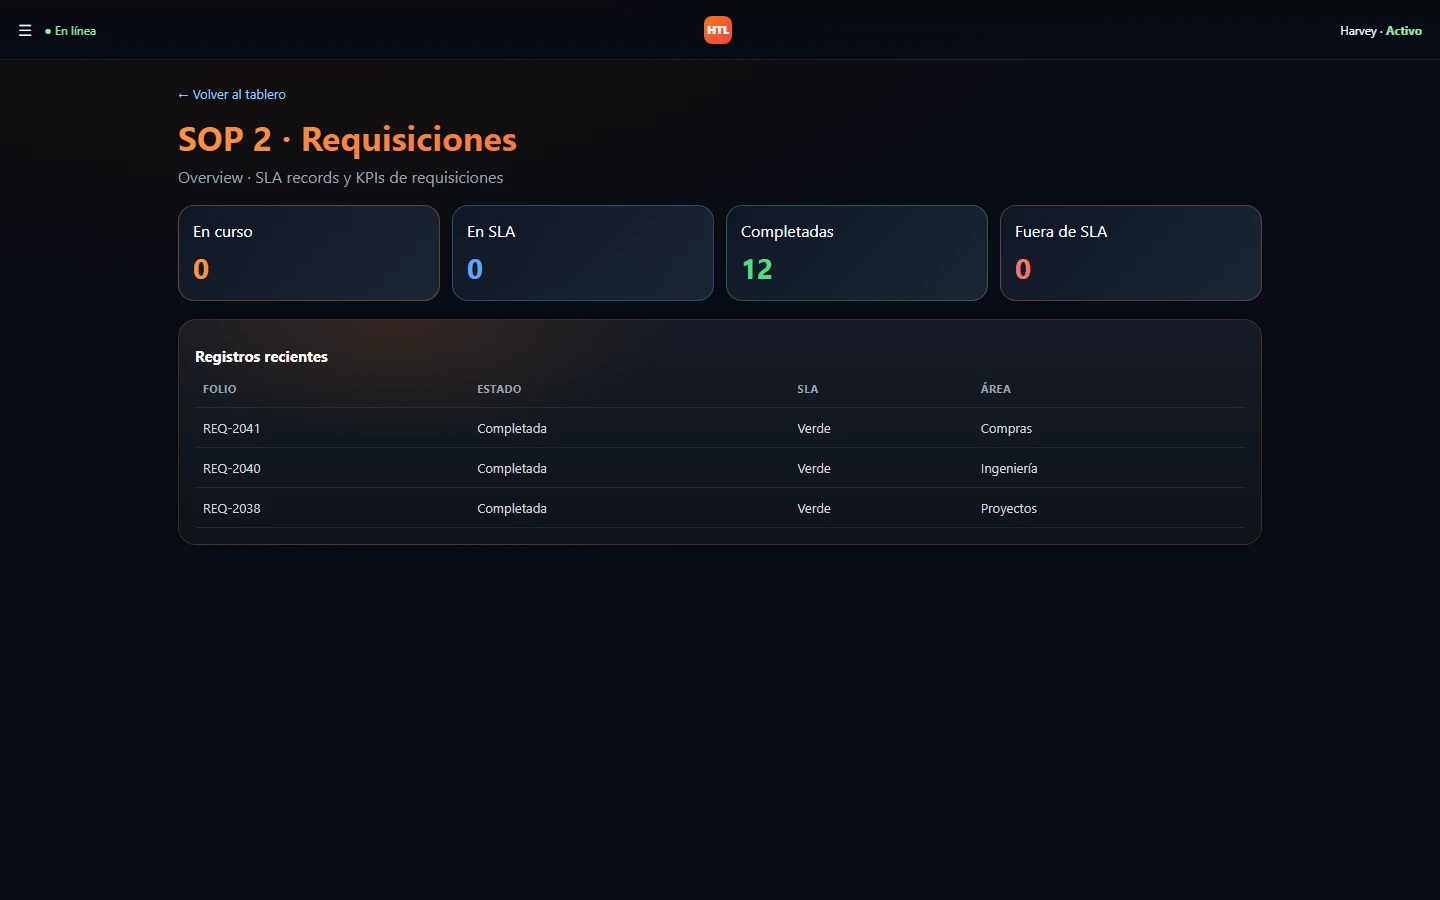 ☰ ● En línea HTL Harvey · Activo
← Volver al tablero
SOP 2 · Requisiciones
Overview · SLA records y KPIs de requisiciones
En curso En SLA Completadas Fuera de SLA
0 0 12 0
Registros recientes
FOLIO ESTADO SLA ÁREA
REQ-2041 Completada Verde Compras
REQ-2040 Completada Verde Ingeniería
REQ-2038 Completada Verde Proyectos